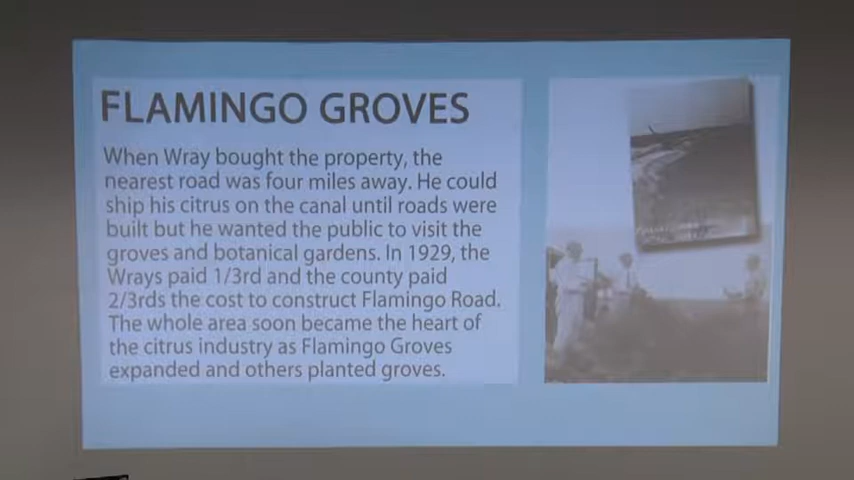 FLAMINGO GROVES
When Wray bought the property, the
nearest road was four miles away. He could
ship his citrus on the canal until roads were
built but he wanted the public to visit the
groves and botanical gardens. In 1929, the
Wrays paid 1/3rd and the county paid
2/3rds the cost to construct Flamingo Road.
The whole area soon became the heart of
the citrus industry as Flamingo Groves
expanded and others planted groves.